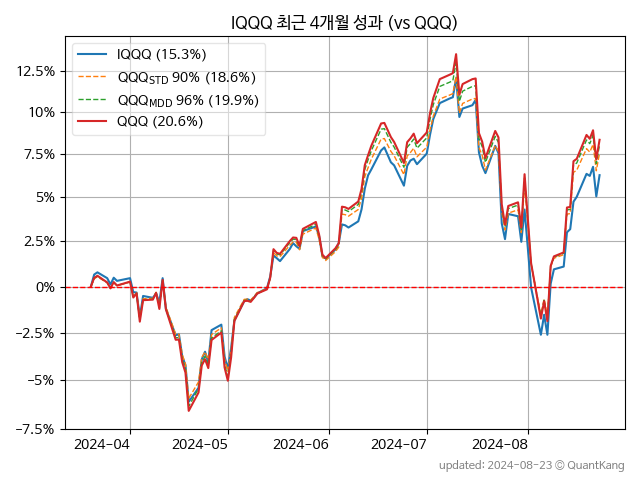 IQQQ 최근 4개월 성과 (vs QQQ)
IQQQ (15.3%)
QQQSTD 90% (18.6%)
QQQMDD 96% (19.9%)
QQQ (20.6%)
12.5%
10%
7.5%
5%
2.5%
0%
−2.5%
−5%
−7.5%
2024−04 2024−05 2024−06 2024−07 2024−08
updated: 2024−08−23 ⓒ QuantKang